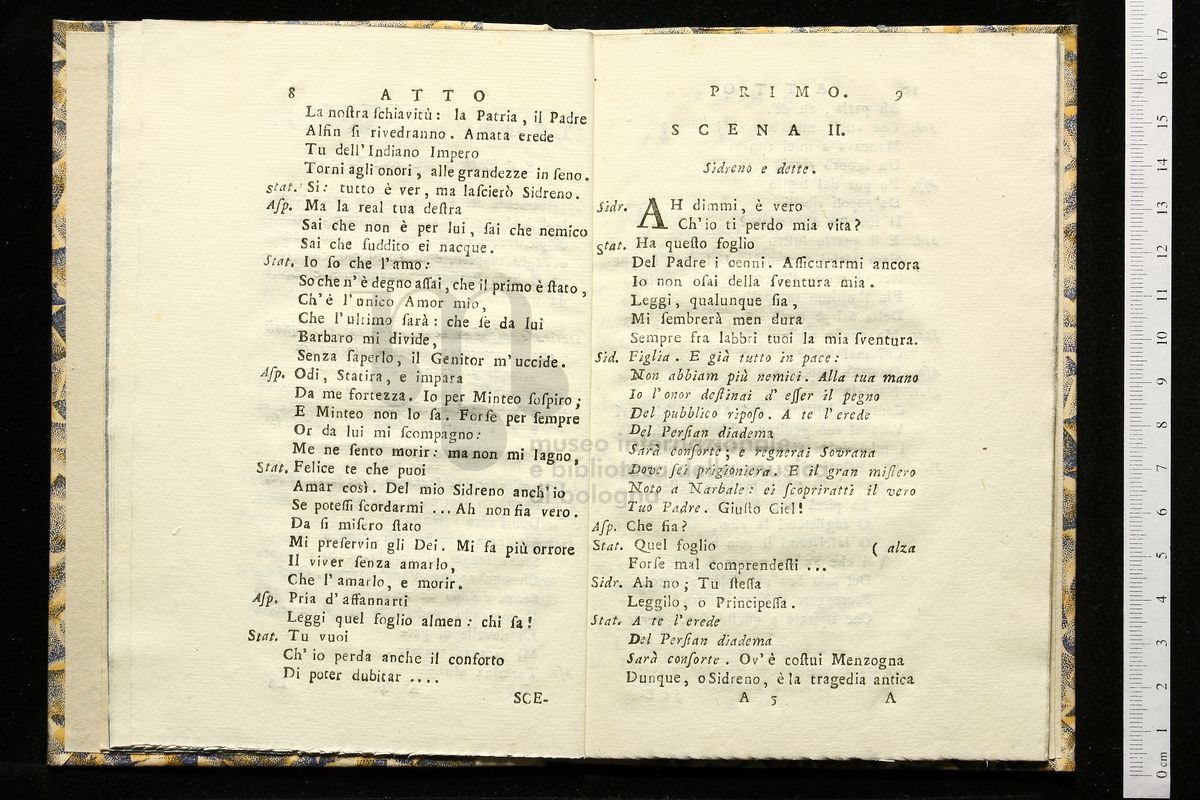 8 ATTO
La noſtra ſchiavitù: la Patria, il Padre
Alfin ſi rivedranno. Amata erede
Tu dell'Indiano Impero
Torni agli onori, alle grandezze in ſeno.
Stat. Si: tutto è ver, ma laſcierò Sidreno.
Aſp. Ma la real tua deſtra
Sai che non è per lui, ſai che nemico
Sai che ſuddito ei nacque.
Stat. Io ſo che l'amo:
So che n'è degno aſſai, che il primo è ſtato,
Ch'è l'unico Amor mio,
Che l'ultimo ſarà: che ſe da lui
Barbaro mi divide,
Senza ſaperlo, il Genitor m'uccide.
Aſp. Odi, Statira, e impara
Da me fortezza. Io per Minteo ſoſpiro;
E Minteo non lo ſa. Forſe per ſempre
Or da lui mi ſcompagno:
Me ne ſento morir: ma non mi lagno,
Stat. Felice te che puoi
Amar così. Del mio Sidreno anch'io
Se poteſſi ſcordarmi ... Ah non fia vero.
Da ſi miſero ſtato
Mi preſervin gli Dei. Mi fa più orrore
Il viver ſenza amarlo,
Che l'amarlo, e morir.
Aſp. Pria d'affannarti
Leggi quel foglio almen: chi ſa!
Stat. Tu vuoi
Ch'io perda anche il conforto
Di poter dubitar ....
SCE-
PRIMO. 9
SCENA II.
Sidreno e dette.
Sidr. AH dimmi, è vero
Ch'io ti perdo mia vita?
Stat. Ha queſto foglio
Del Padre i cenni. Aſſicurarmi ancora
Io non oſai della ſventura mia.
Leggi, qualunque ſia,
Mi ſembrerà men dura
Sempre fra labbri tuoi la mia ſventura.
Sid. Figlia. E già tutto in pace:
Non abbiam più nemici. Alla tua mano
Io l'onor deſtinai d'eſſer il pegno
Del pubblico ripoſo. A te l'erede
Del Perſian diadema
Sarà conſorte; e regnerai Sovrana
Dove ſei prigioniera. E il gran miſtero
Noto a Narbale: ei ſcopriratti il vero
Tuo Padre. Giuſto Ciel!
Aſp. Che fia?
Stat. Quel foglio ( alza
Forſe mal comprendeſti ...
Sidr. Ah no; Tu ſteſſa
Leggilo, o Principeſſa.
Stat. A te l'erede
Del Perſian diadema
Sarà conſorte. Ov'è coſtui Menzogna
Dunque, o Sidreno, è la tragedia antica
A 5 A
museo internazionale
e biblioteca della musica
di bologna